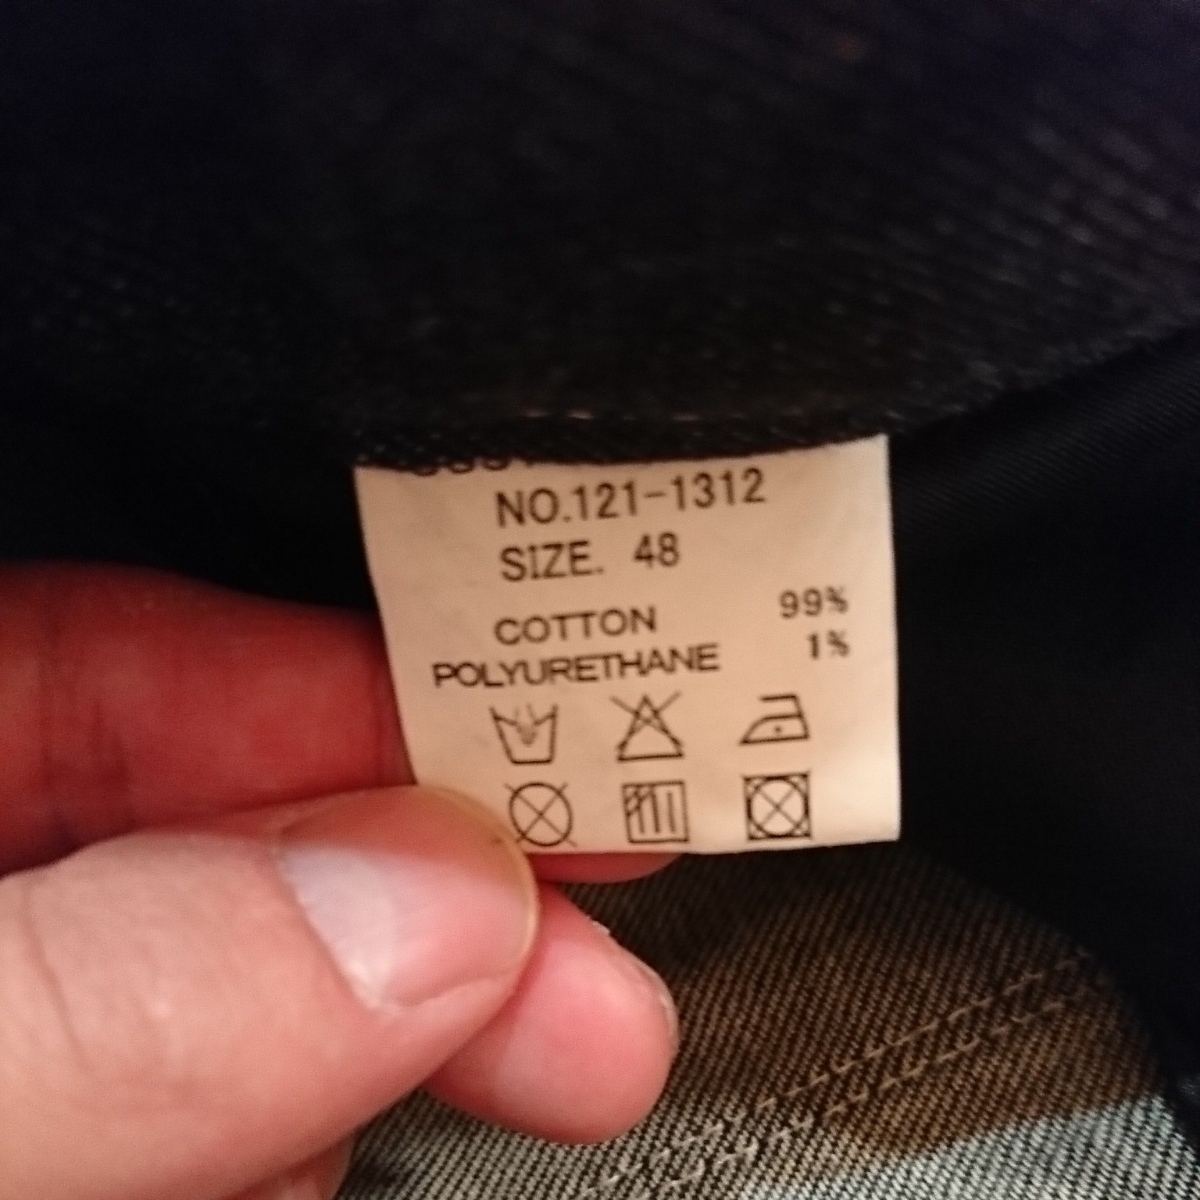 NO.121-1312
SIZE. 48
COTTON 99%
POLYURETHANE 1%